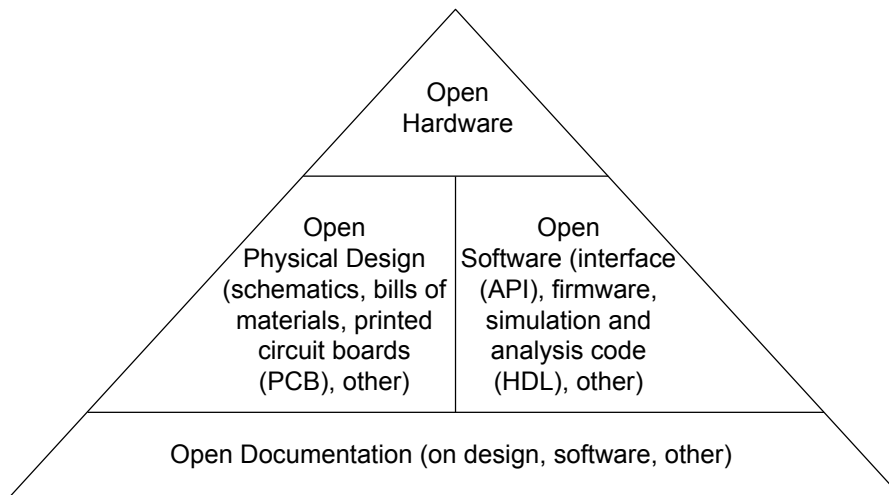 Open
Hardware
Open
Physical Design
(schematics, bills of
materials, printed
circuit boards
(PCB), other)
Open
Software (interface
(API), firmware,
simulation and
analysis code
(HDL), other)
Open Documentation (on design, software, other)